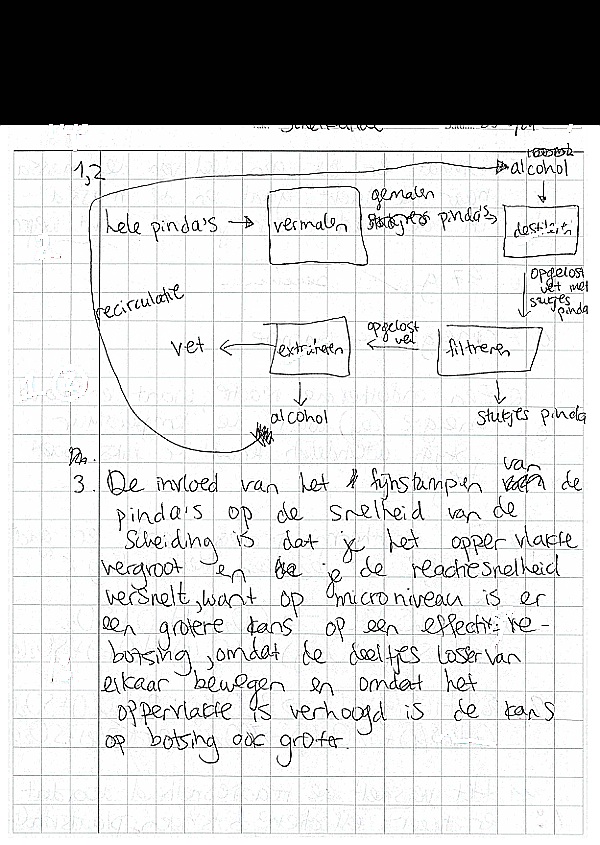 1,2
alcohol
gemalen
hele pinda's
vermalen
pinda's
opgelost
vet met
stukjes
pinda
recirculatie
vet
extraheren
opgelost
vet
filtreren
alcohol
stukjes pinda
3. De invloed van het fijnstampen van de
pinda's op de snelheid van de
scheiding is dat je het oppervlakte
vergroot en je de reactiesnelheid
versnelt, want op microniveau is er
een grotere kans op een effectieve
botsing, omdat de deeltjes losser van
elkaar bewegen en omdat het
oppervlakte is verhoogd is de kans
op botsing ook groter.